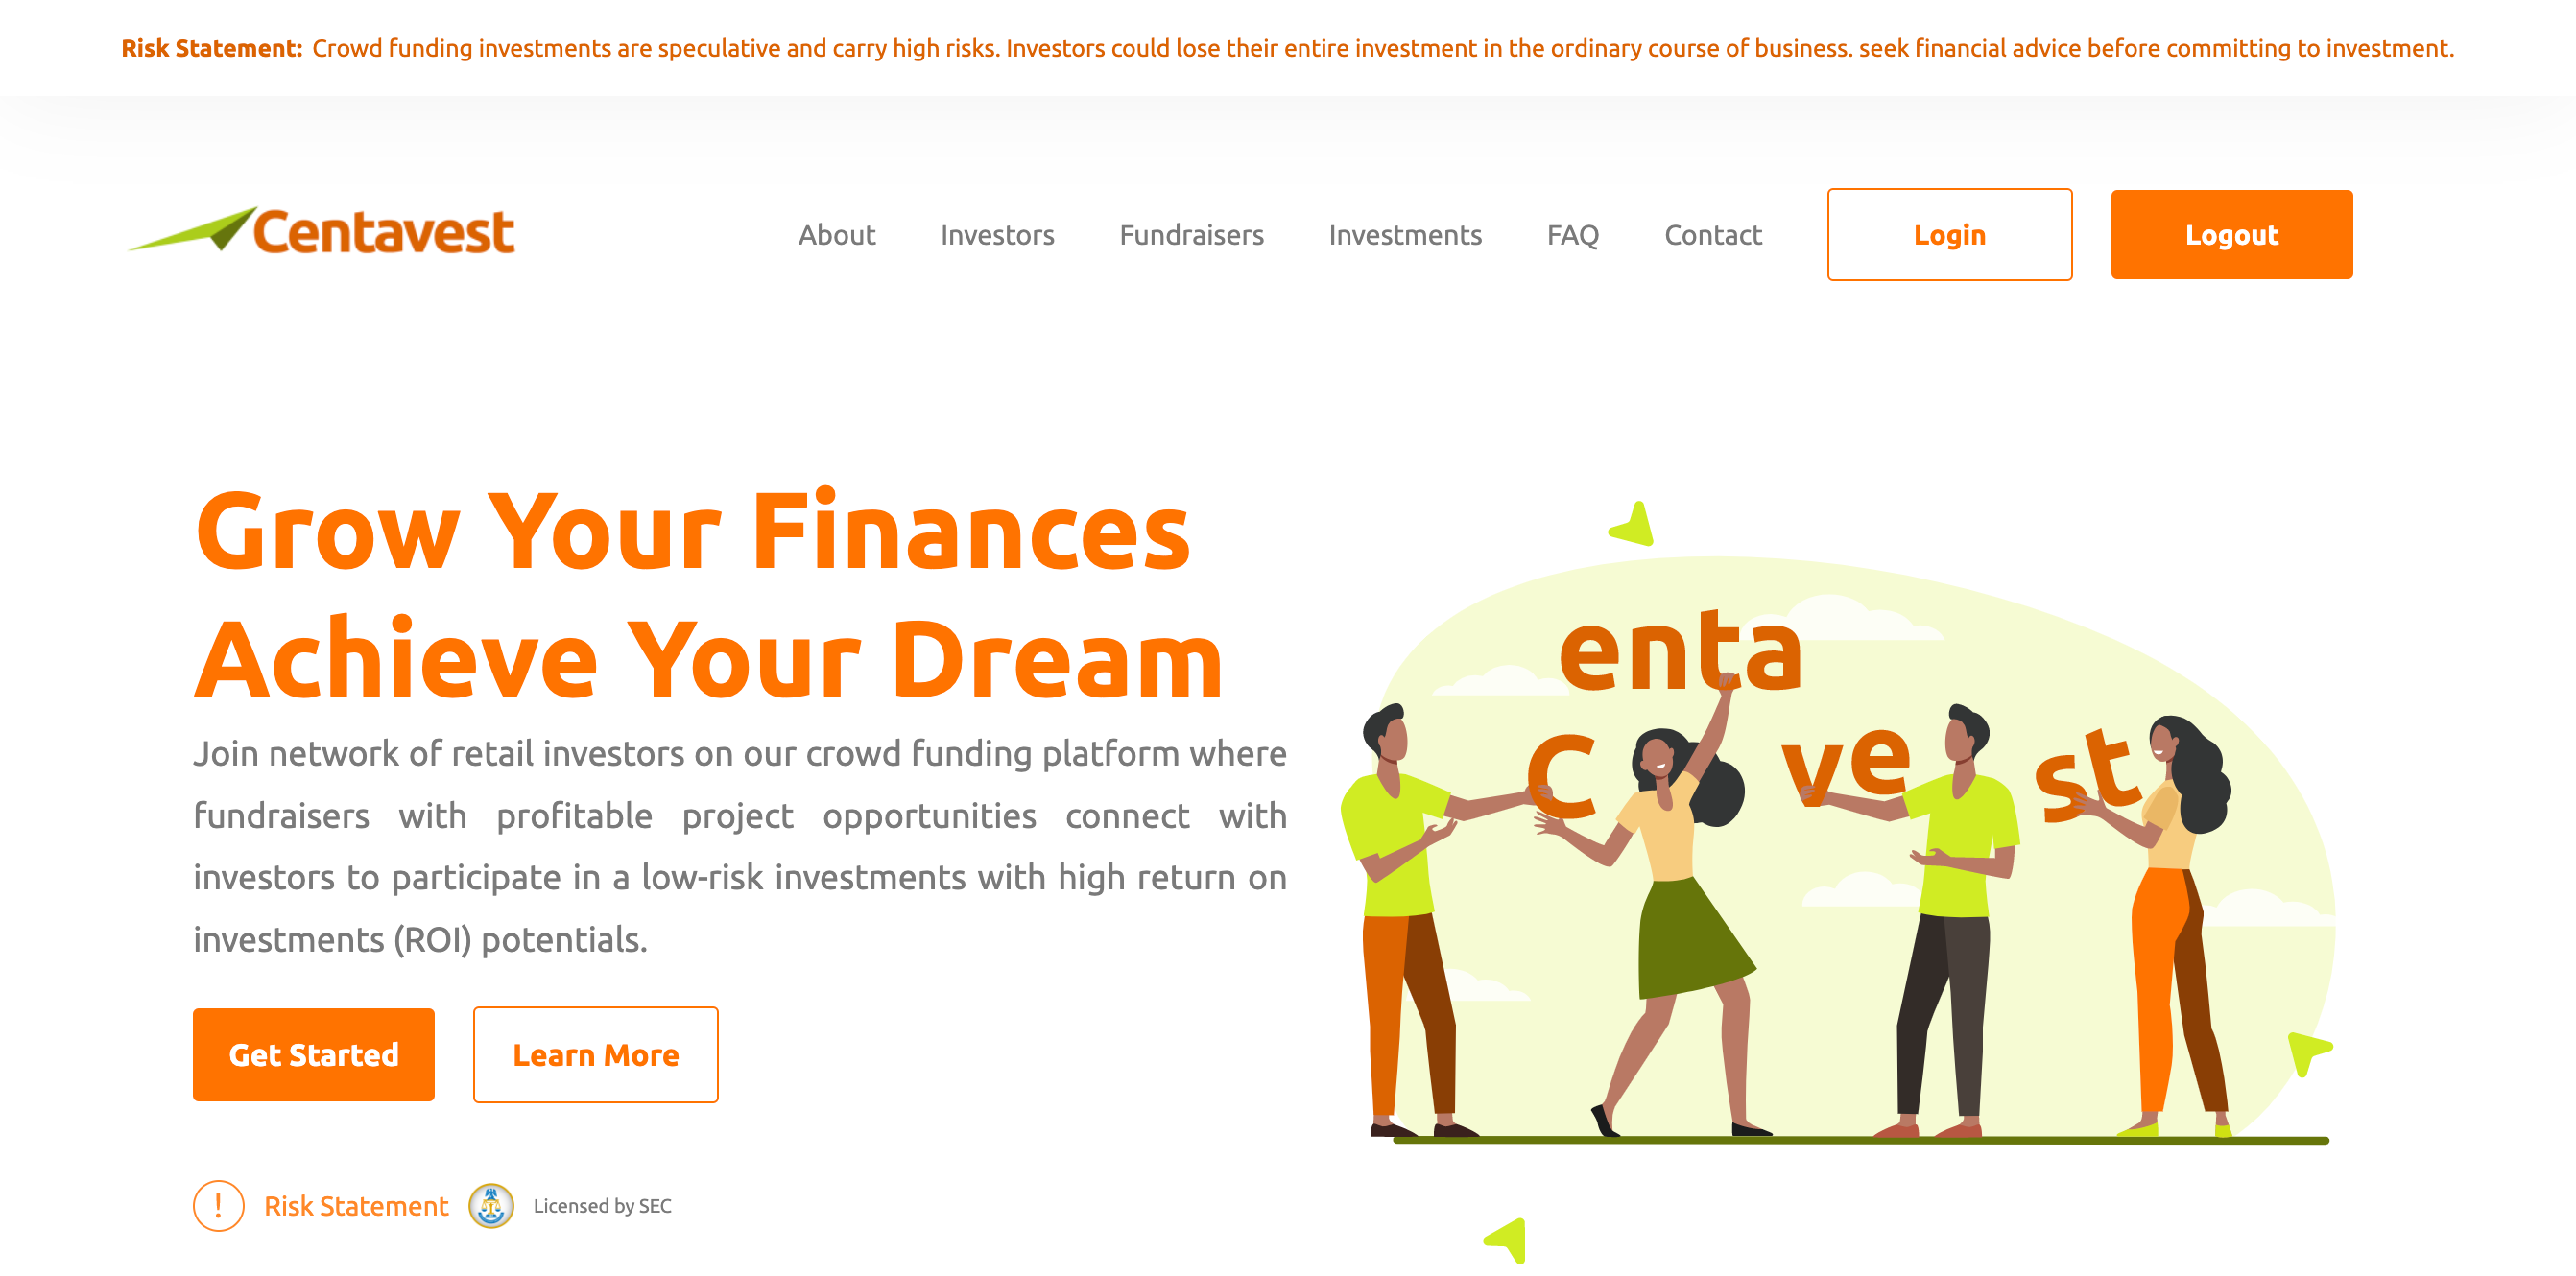 Risk Statement: Crowd funding investments are speculative and carry high risks. Investors could lose their entire investment in the ordinary course of business. seek financial advice before committing to investment.
Centavest
About Investors Fundraisers Investments FAQ Contact Login Logout
Grow Your Finances
Achieve Your Dream
Join network of retail investors on our crowd funding platform where
fundraisers with profitable project opportunities connect with
investors to participate in a low-risk investments with high return on
investments (ROI) potentials.
Get Started Learn More
! Risk Statement Licensed by SEC
enta
C ve st